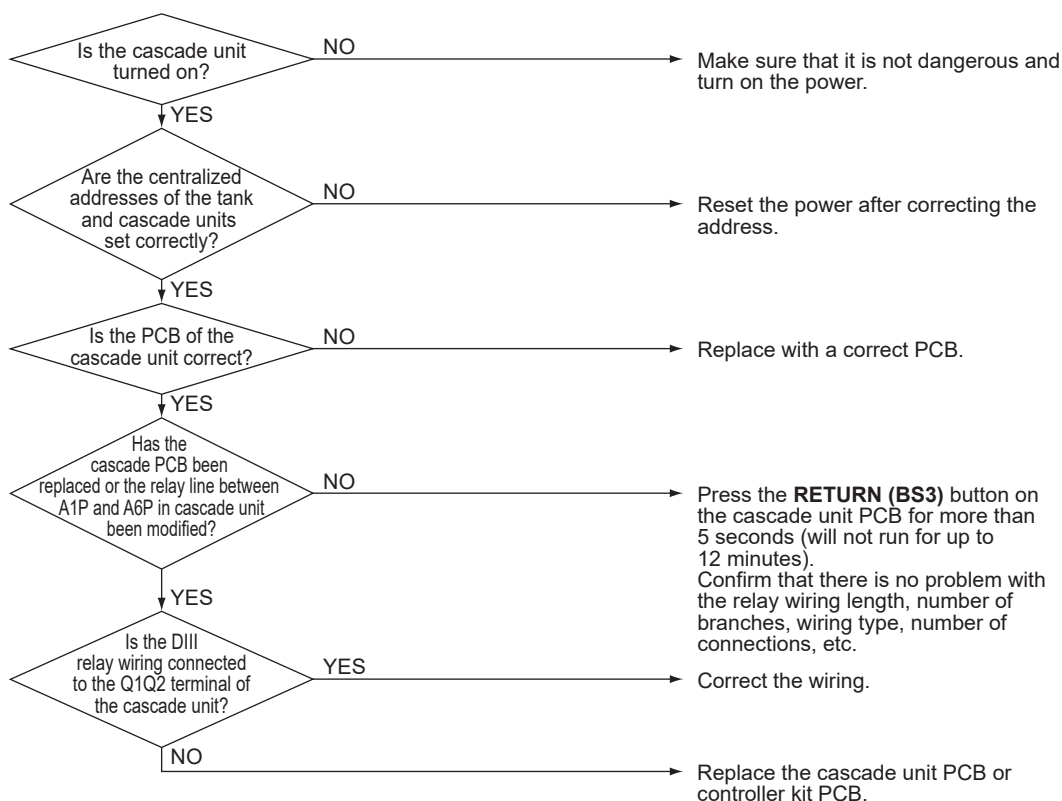 Is the cascade unit
turned on?
NO
Make sure that it is not dangerous and
turn on the power.
YES
Are the centralized
addresses of the tank
and cascade units
set correctly?
NO
Reset the power after correcting the
address.
YES
Is the PCB of the
cascade unit correct?
NO
Replace with a correct PCB.
YES
Has the
cascade PCB been
replaced or the relay line between
A1P and A6P in cascade unit
been modified?
NO
Press the RETURN (BS3) button on
the cascade unit PCB for more than
5 seconds (will not run for up to
12 minutes).
Confirm that there is no problem with
the relay wiring length, number of
branches, wiring type, number of
connections, etc.
YES
Is the DIII
relay wiring connected
to the Q1Q2 terminal of
the cascade unit?
YES
Correct the wiring.
NO
Replace the cascade unit PCB or
controller kit PCB.